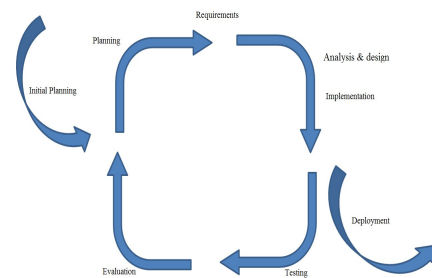 Requirements
Planning
Analysis & design
Initial Planning
Implementation
Deployment
Evaluation
Testing